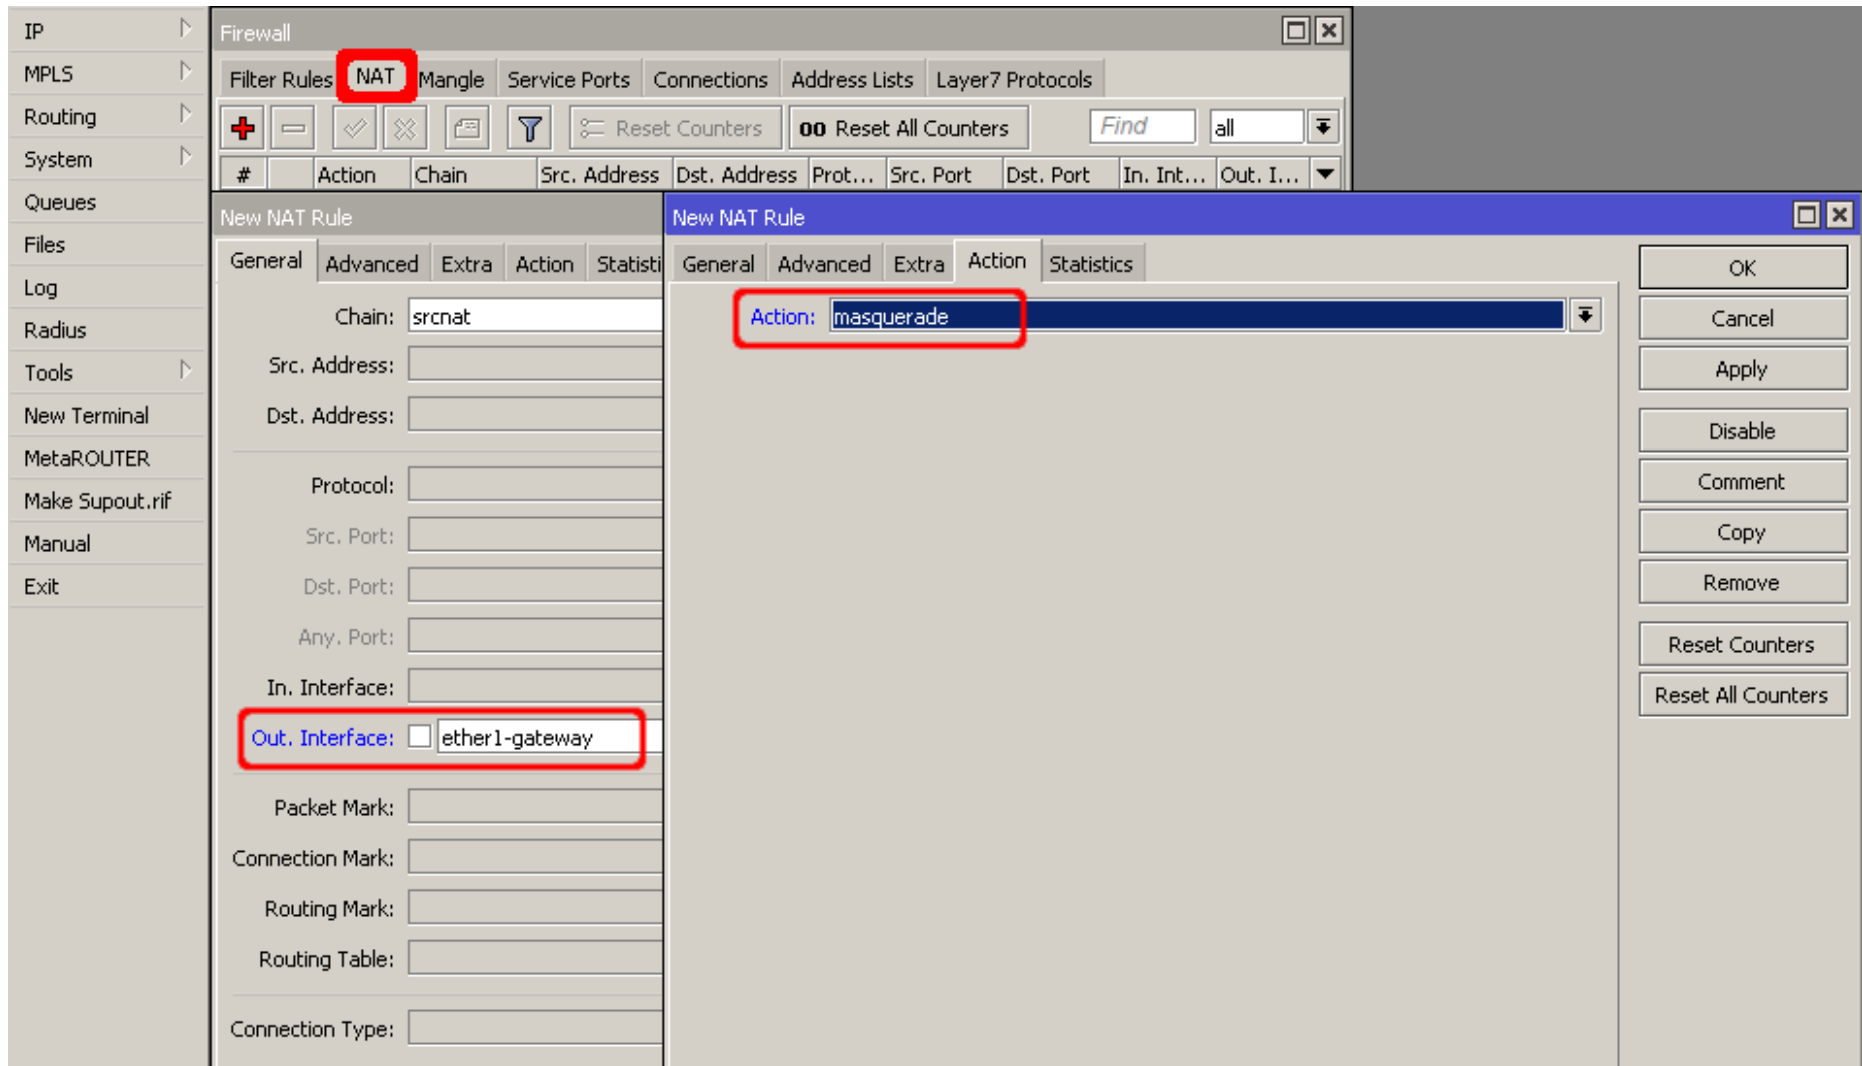 IP
MPLS
Routing
System
Queues
Files
Log
Radius
Tools
New Terminal
MetaROUTER
Make Supout.rif
Manual
Exit
Firewall
Filter Rules NAT Mangle Service Ports Connections Address Lists Layer7 Protocols
Reset Counters 00 Reset All Counters Find all
# Action Chain Src. Address Dst. Address Prot... Src. Port Dst. Port In. Int... Out. I...
New NAT Rule
General Advanced Extra Action Statisti
Chain: srcnat
Src. Address:
Dst. Address:
Protocol:
Src. Port:
Dst. Port:
Any. Port:
In. Interface:
Out. Interface: ether1-gateway
Packet Mark:
Connection Mark:
Routing Mark:
Routing Table:
Connection Type:
New NAT Rule
General Advanced Extra Action Statistics
Action: masquerade
OK
Cancel
Apply
Disable
Comment
Copy
Remove
Reset Counters
Reset All Counters